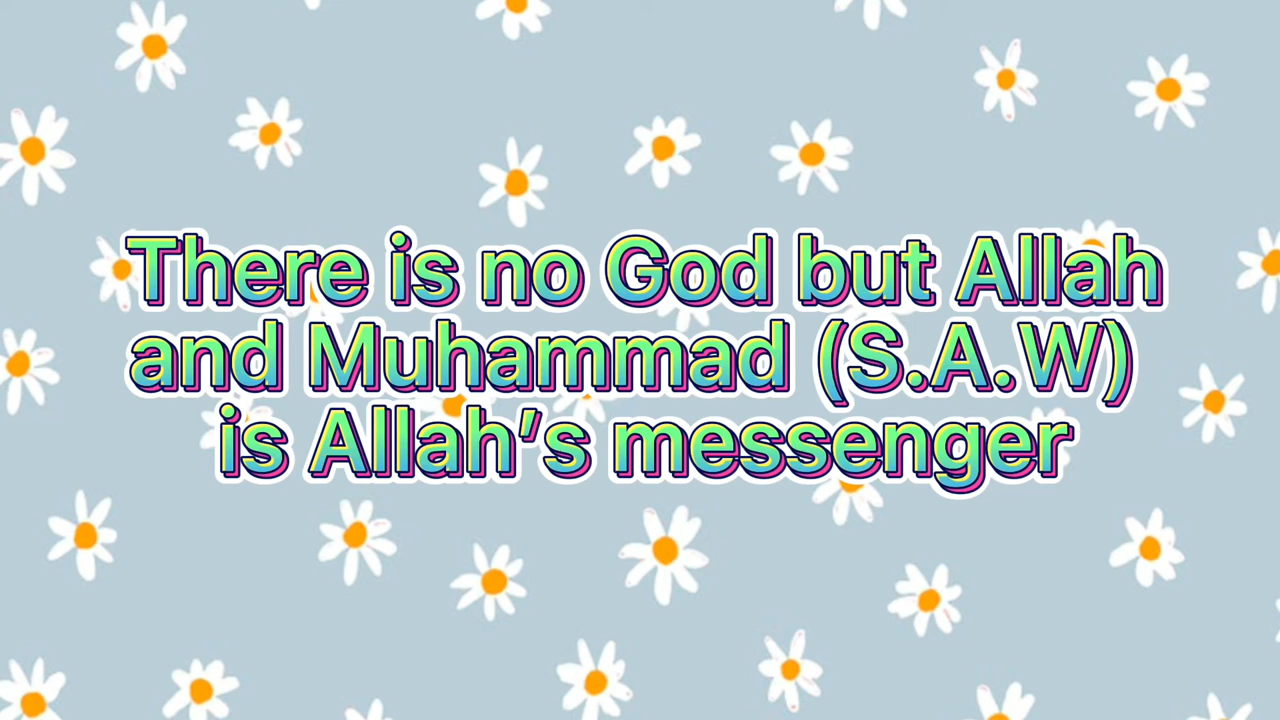 There is no God but Allah
and Muhammad (S.A.W)
is Allah’s messenger